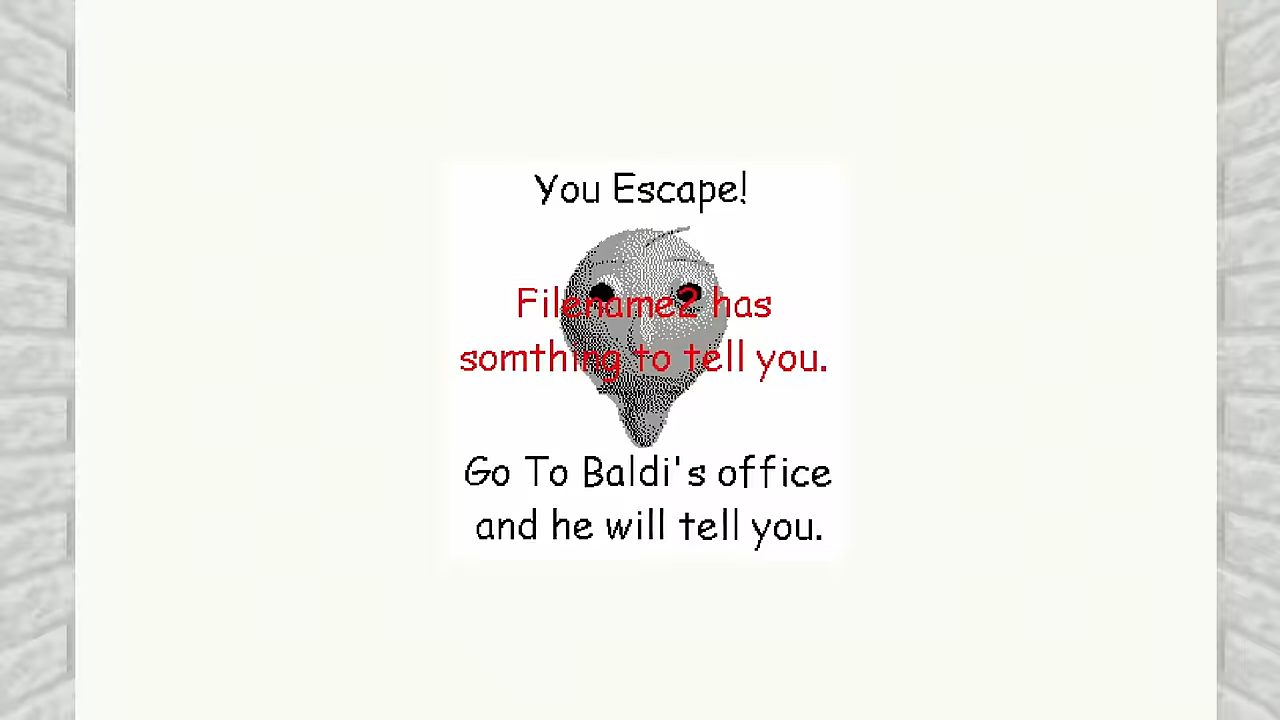 You Escape!
Filename2 has
somthing to tell you.
Go To Baldi's office
and he will tell you.